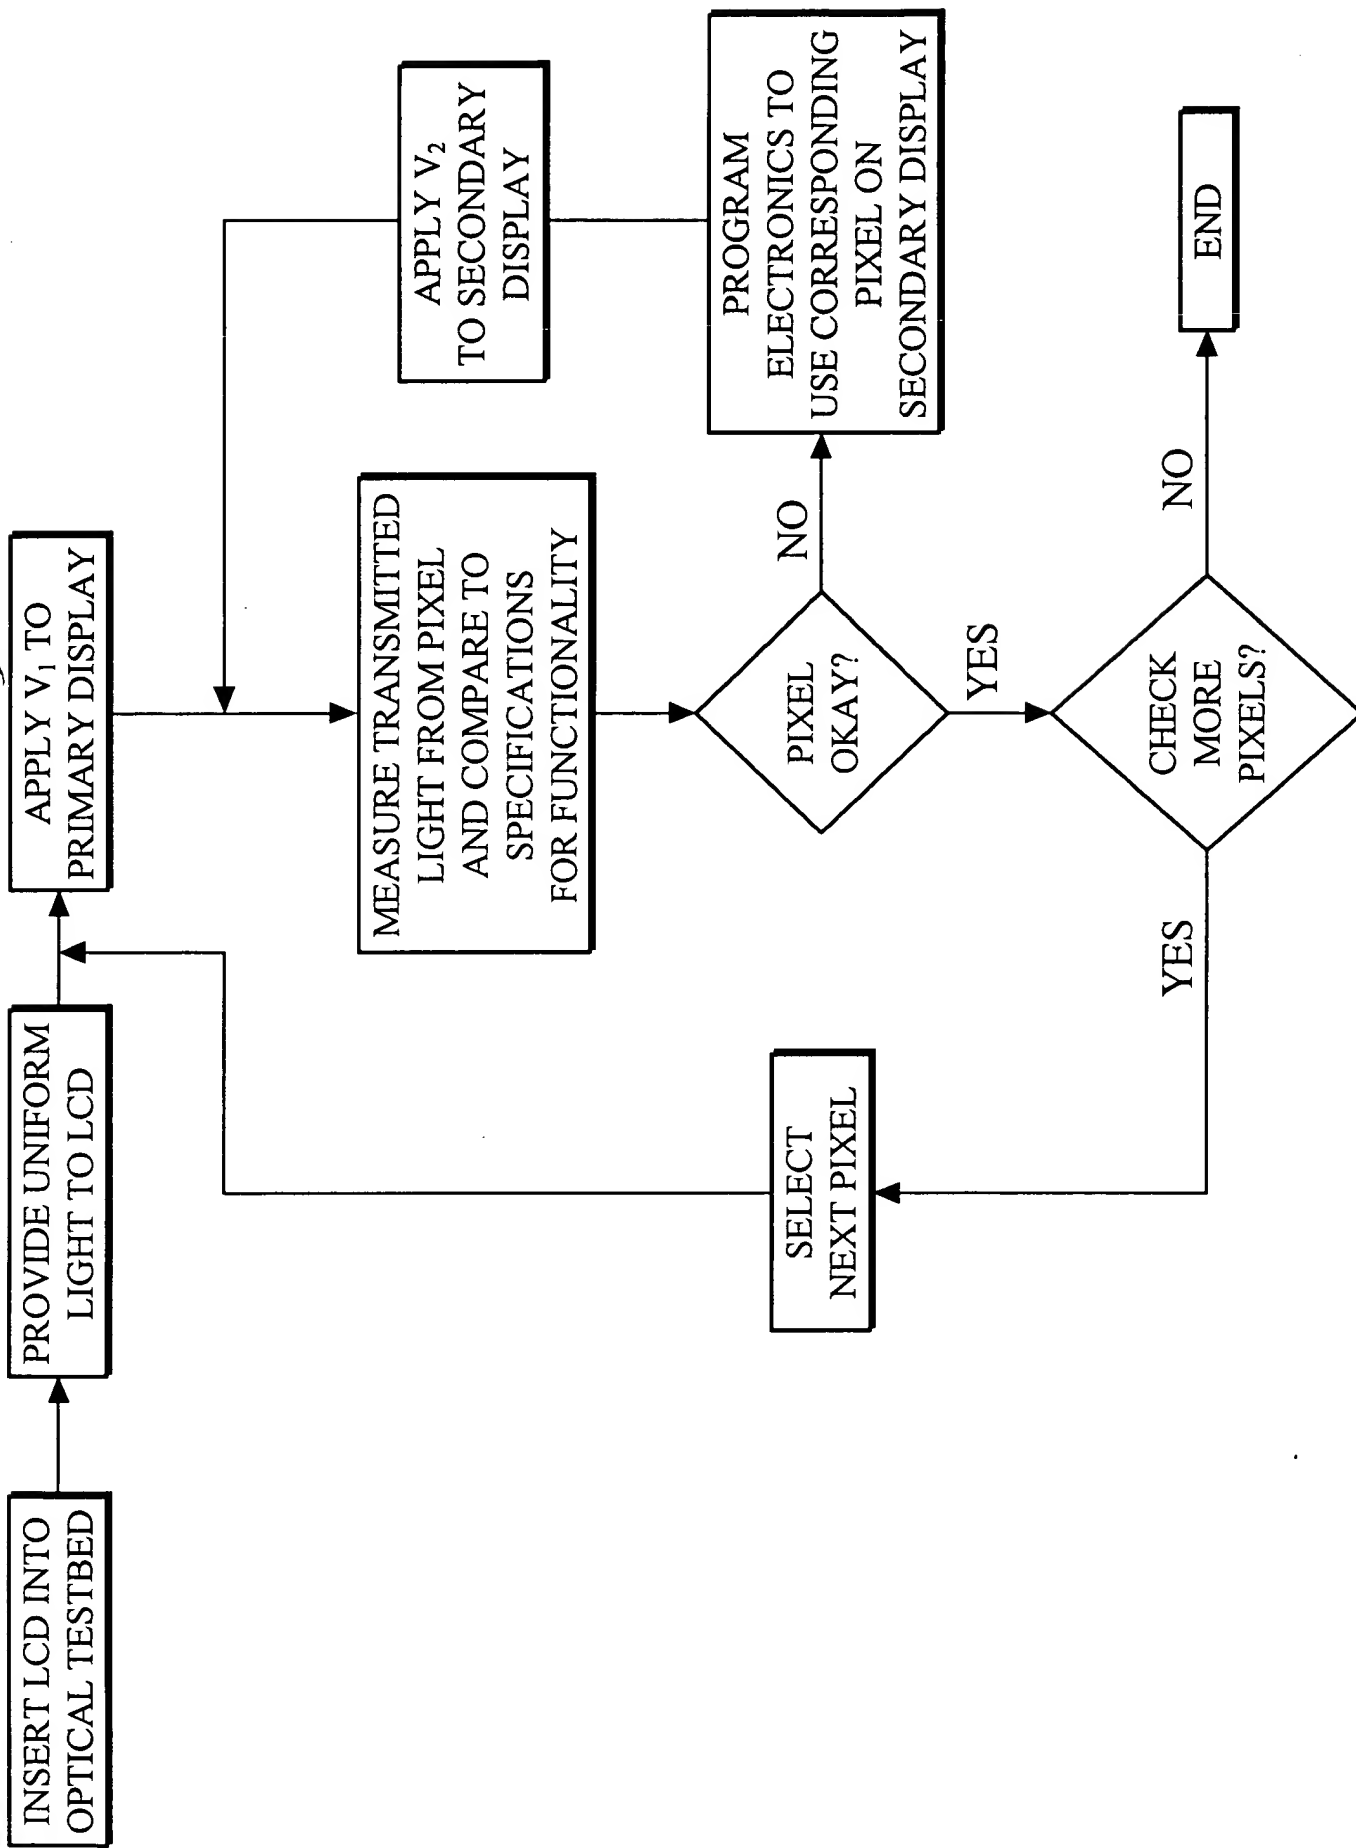 INSERT LCD INTO
OPTICAL TESTBED
PROVIDE UNIFORM
LIGHT TO LCD
APPLY V1 TO
PRIMARY DISPLAY
MEASURE TRANSMITTED
LIGHT FROM PIXEL
AND COMPARE TO
SPECIFICATIONS
FOR FUNCTIONALITY
APPLY V2
TO SECONDARY
DISPLAY
PIXEL
OKAY?
NO
PROGRAM
ELECTRONICS TO
USE CORRESPONDING
PIXEL ON
SECONDARY DISPLAY
YES
SELECT
NEXT PIXEL
YES
CHECK
MORE
PIXELS?
NO
END